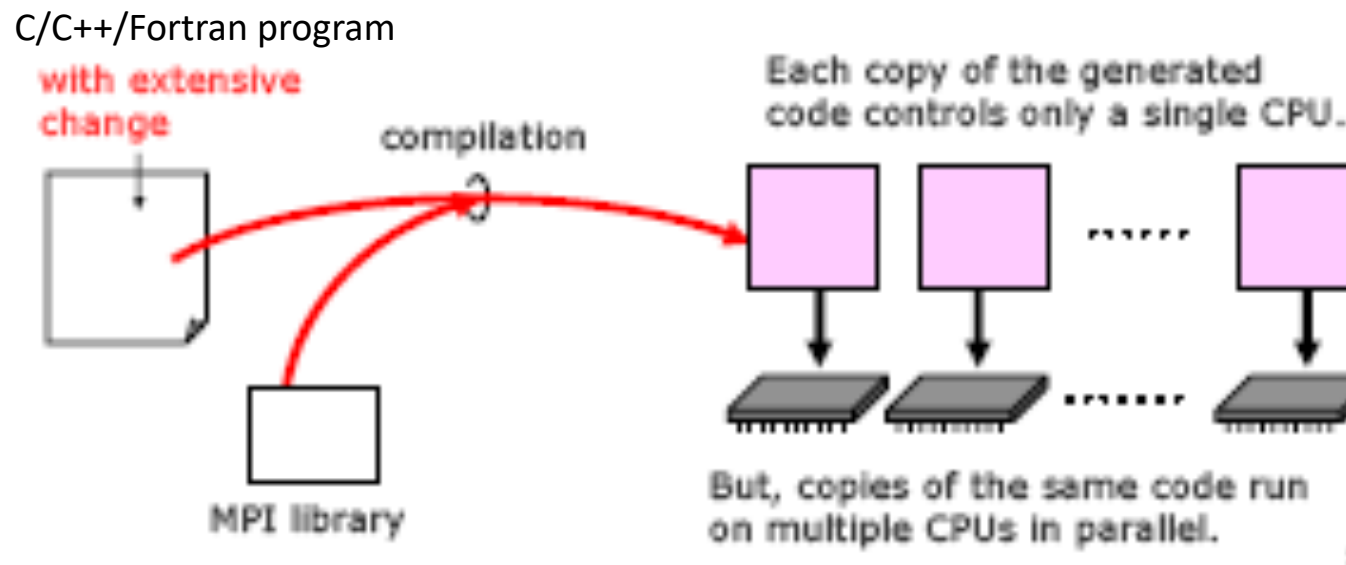 C/C++/Fortran program
with extensive
change
compilation
Each copy of the generated
code controls only a single CPU.
MPI library
But, copies of the same code run
on multiple CPUs in parallel.